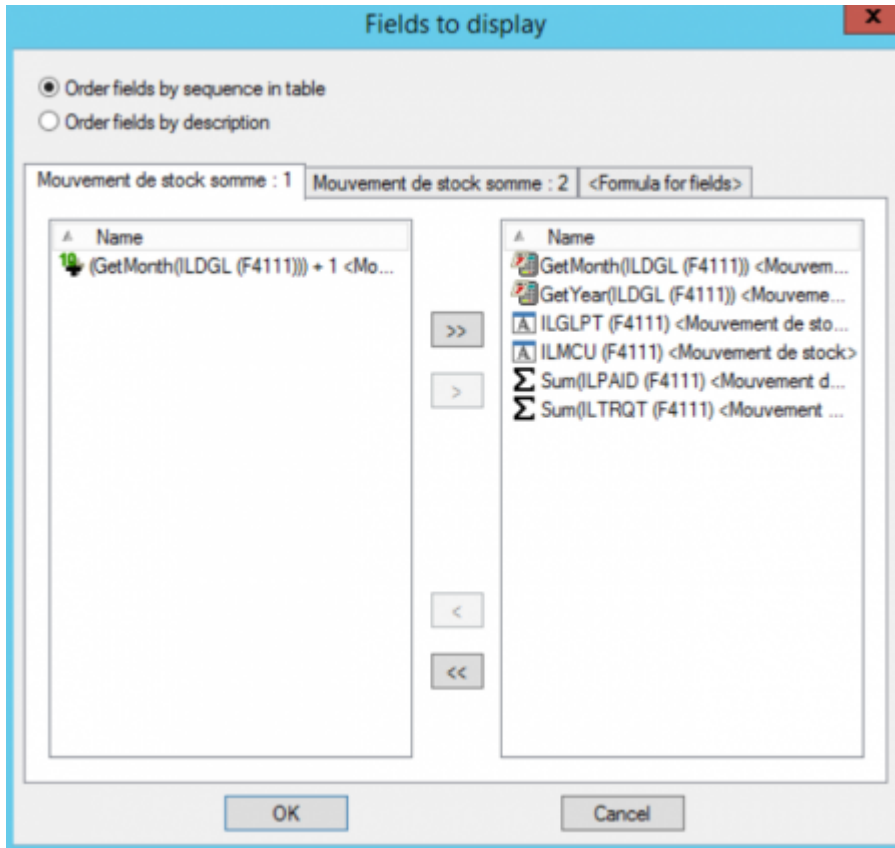 Fields to display
x
Order fields by sequence in table
Order fields by description
Mouvement de stock somme : 1
Mouvement de stock somme : 2
<Formula for fields>
Name
(GetMonth(ILDGL (F4111))) + 1 <Mo...
>>
>
<
<<
Name
GetMonth(ILDGL (F4111)) <Mouvem...
GetYear(ILDGL (F4111)) <Mouveme...
ILGLPT (F4111) <Mouvement de sto...
ILMCU (F4111) <Mouvement de stock>
Sum(ILPAID (F4111) <Mouvement d...
Sum(ILTRQT (F4111) <Mouvement ...
OK
Cancel